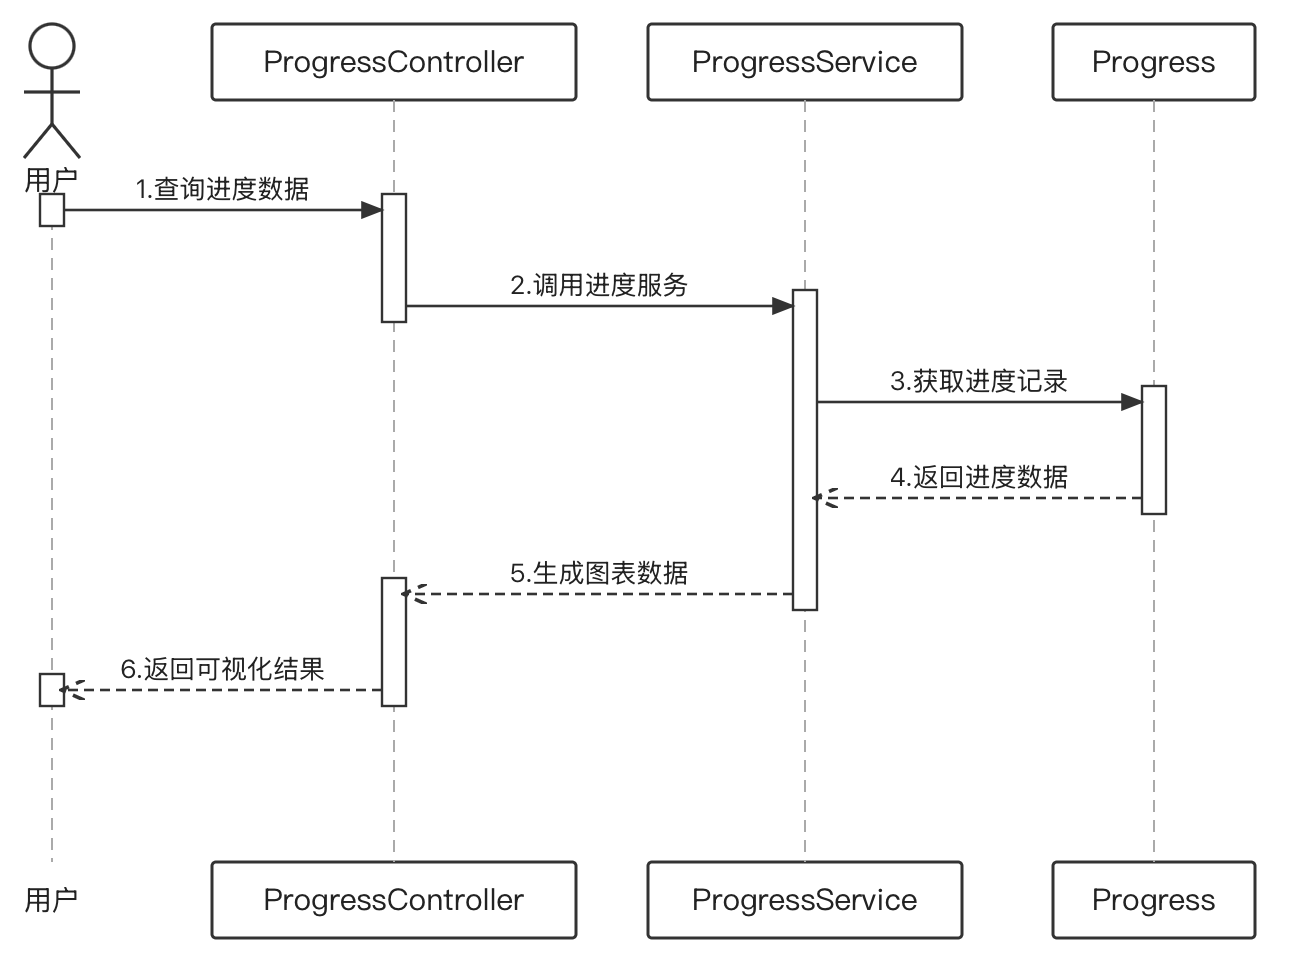 ProgressController
ProgressService
Progress
用户
1.查询进度数据
2.调用进度服务
3.获取进度记录
4.返回进度数据
5.生成图表数据
6.返回可视化结果
用户
ProgressController
ProgressService
Progress